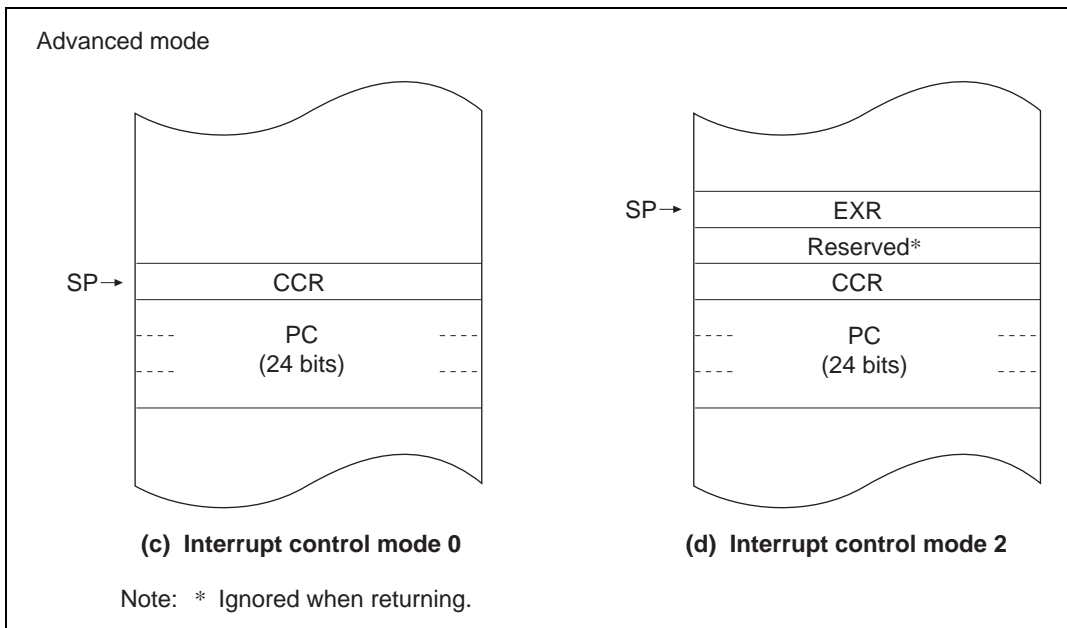 Advanced mode
SP→
CCR
PC
(24 bits)
(c) Interrupt control mode 0
SP→
EXR
Reserved*
CCR
PC
(24 bits)
(d) Interrupt control mode 2
Note: * Ignored when returning.